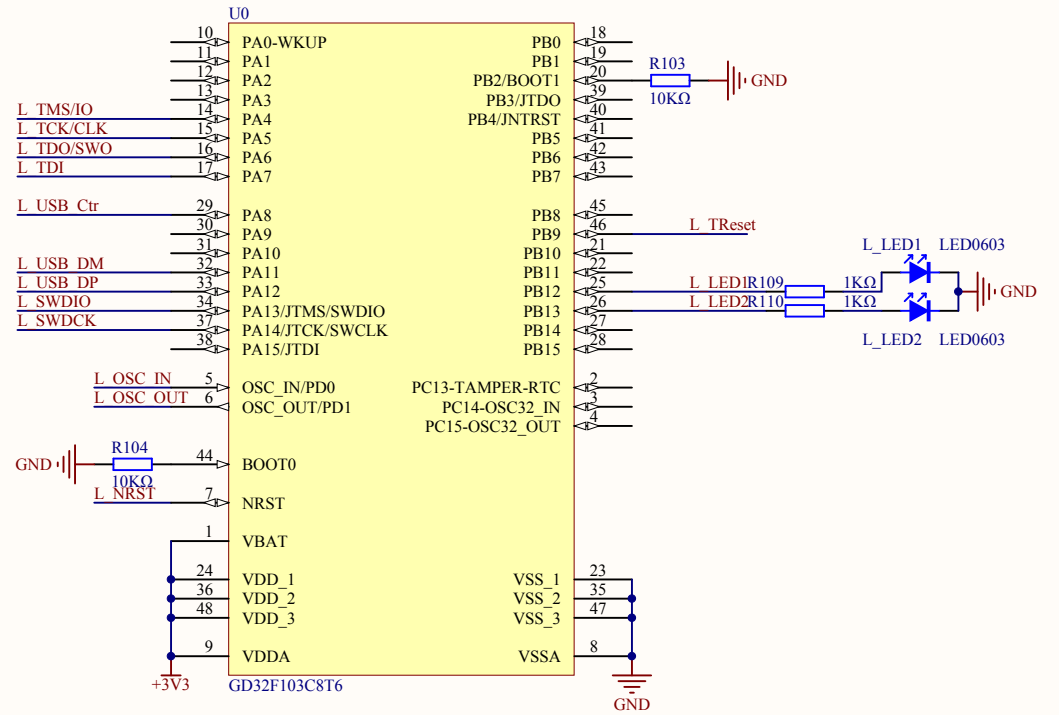 U0
10 PA0-WKUP PB0 18
11 PA1 PB1 19
12 PA2 PB2/BOOT1 20 R103 10KΩ GND
13 PA3 PB3/JTDO 39
L_TMS/IO 14 PA4 PB4/JNTRST 40
L_TCK/CLK 15 PA5 PB5 41
L_TDO/SWO 16 PA6 PB6 42
L_TDI 17 PA7 PB7 43
L_USB_Ctr 29 PA8 PB8 45
30 PA9 PB9 46 L_TReset
31 PA10 PB10 21
L_USB_DM 32 PA11 PB11 22
L_USB_DP 33 PA12 PB12 25 L_LED1 R109 1KΩ L_LED1 LED0603
L_SWDIO 34 PA13/JTMS/SWDIO PB13 26 L_LED2 R110 1KΩ GND
L_SWDCK 37 PA14/JTCK/SWCLK PB14 27 L_LED2 LED0603
38 PA15/JTDI PB15 28
L_OSC_IN 5 OSC_IN/PD0 PC13-TAMPER-RTC 2
L_OSC_OUT 6 OSC_OUT/PD1 PC14-OSC32_IN 3
PC15-OSC32_OUT 4
GND R104 10KΩ 44 BOOT0
L_NRST 7 NRST
1 VBAT
24 VDD_1 VSS_1 23
36 VDD_2 VSS_2 35
48 VDD_3 VSS_3 47
9 VDDA VSSA 8
+3V3 GND
GD32F103C8T6